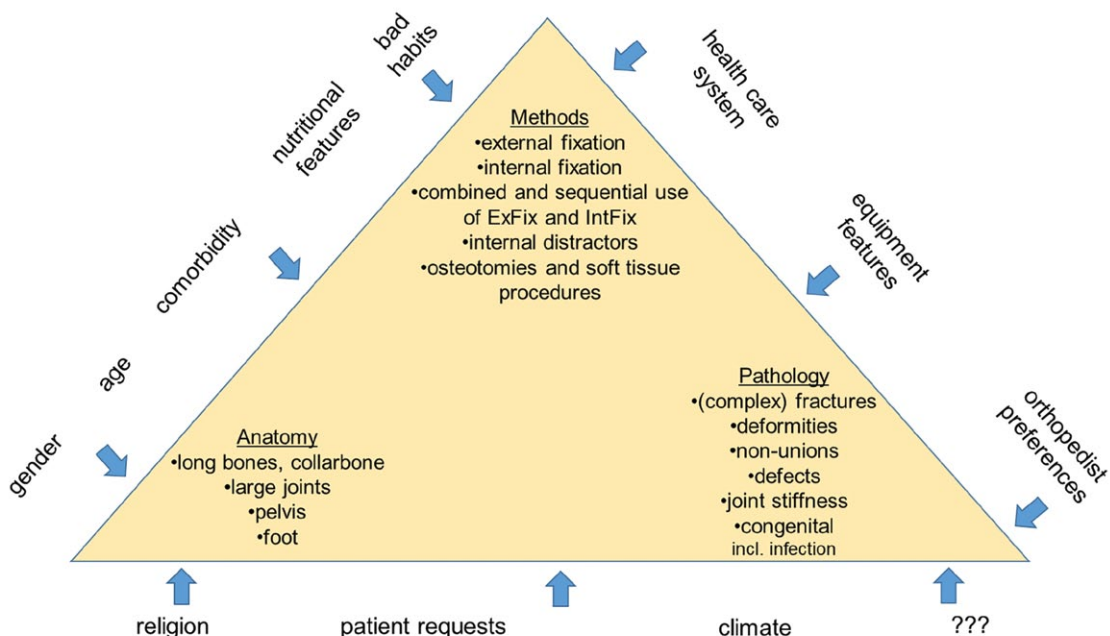 bad
habits
nutritional
features
comorbidity
age
gender
health care
system
equipment
features
orthopedist
preferences
Methods
•external fixation
•internal fixation
•combined and sequential use
of ExFix and IntFix
•internal distractors
•osteotomies and soft tissue
procedures
Anatomy
•long bones, collarbone
•large joints
•pelvis
•foot
Pathology
•(complex) fractures
•deformities
•non-unions
•defects
•joint stiffness
•congenital
incl. infection
religion
patient requests
climate
???